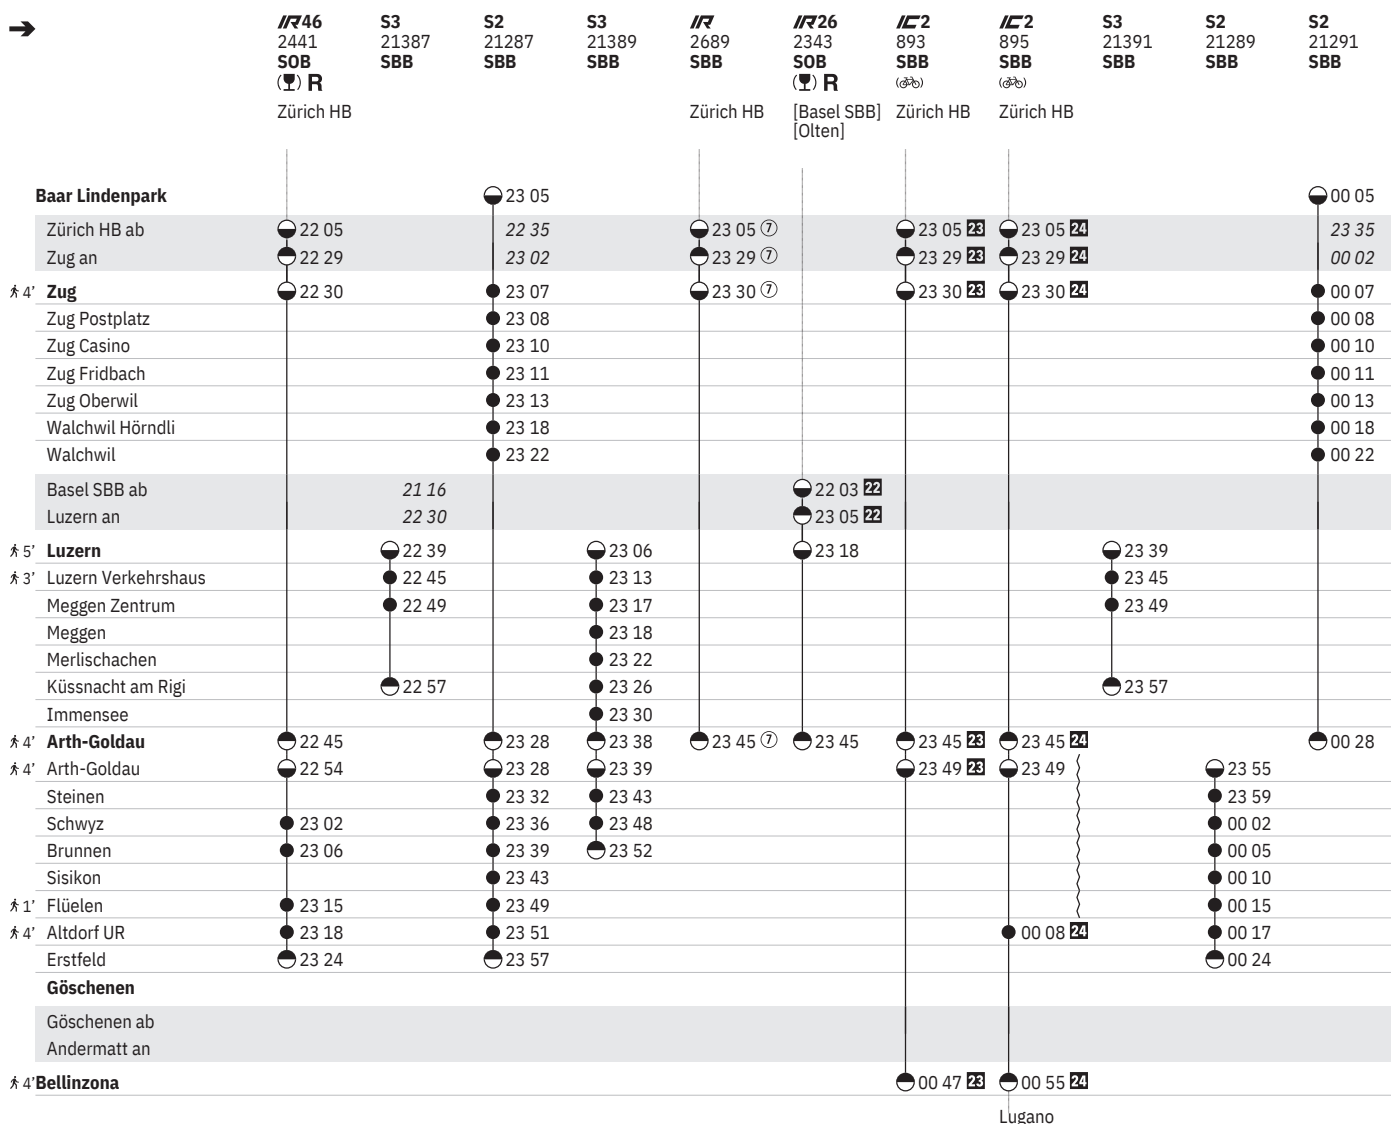 ➔ IR46 S3 S2 S3 IR IR26 IC2 IC2 S3 S2 S2
2441 21387 21287 21389 2689 2343 893 895 21391 21289 21291
SOB SBB SBB SBB SBB SOB SBB SBB SBB SBB SBB
R R
Zürich HB Zürich HB [Basel SBB] Zürich HB Zürich HB
[Olten]
Baar Lindenpark 23 05 00 05
Zürich HB ab 22 05 22 35 23 05 ⑦ 23 05 23 23 05 24 23 35
Zug an 22 29 23 02 23 29 ⑦ 23 29 23 23 29 24 00 02
4’ Zug 22 30 23 07 23 30 ⑦ 23 30 23 23 30 24 00 07
Zug Postplatz 23 08 00 08
Zug Casino 23 10 00 10
Zug Fridbach 23 11 00 11
Zug Oberwil 23 13 00 13
Walchwil Hörndli 23 18 00 18
Walchwil 23 22 00 22
Basel SBB ab 21 16 22 03 22
Luzern an 22 30 23 05 22
5’ Luzern 22 39 23 06 23 18 23 39
3’ Luzern Verkehrshaus 22 45 23 13 23 45
Meggen Zentrum 22 49 23 17 23 49
Meggen 23 18
Merlischachen 23 22
Küssnacht am Rigi 22 57 23 26 23 57
Immensee 23 30
4’ Arth-Goldau 22 45 23 28 23 38 23 45 ⑦ 23 45 23 45 23 23 45 24 00 28
4’ Arth-Goldau 22 54 23 28 23 39 23 49 23 23 49 23 55
Steinen 23 32 23 43 23 59
Schwyz 23 02 23 36 23 48 00 02
Brunnen 23 06 23 39 23 52 00 05
Sisikon 23 43 00 10
1’ Flüelen 23 15 23 49 00 15
4’ Altdorf UR 23 18 23 51 00 08 24 00 17
Erstfeld 23 24 23 57 00 24
Göschenen
Göschenen ab
Andermatt an
4’ Bellinzona 00 47 23 00 55 24
Lugano